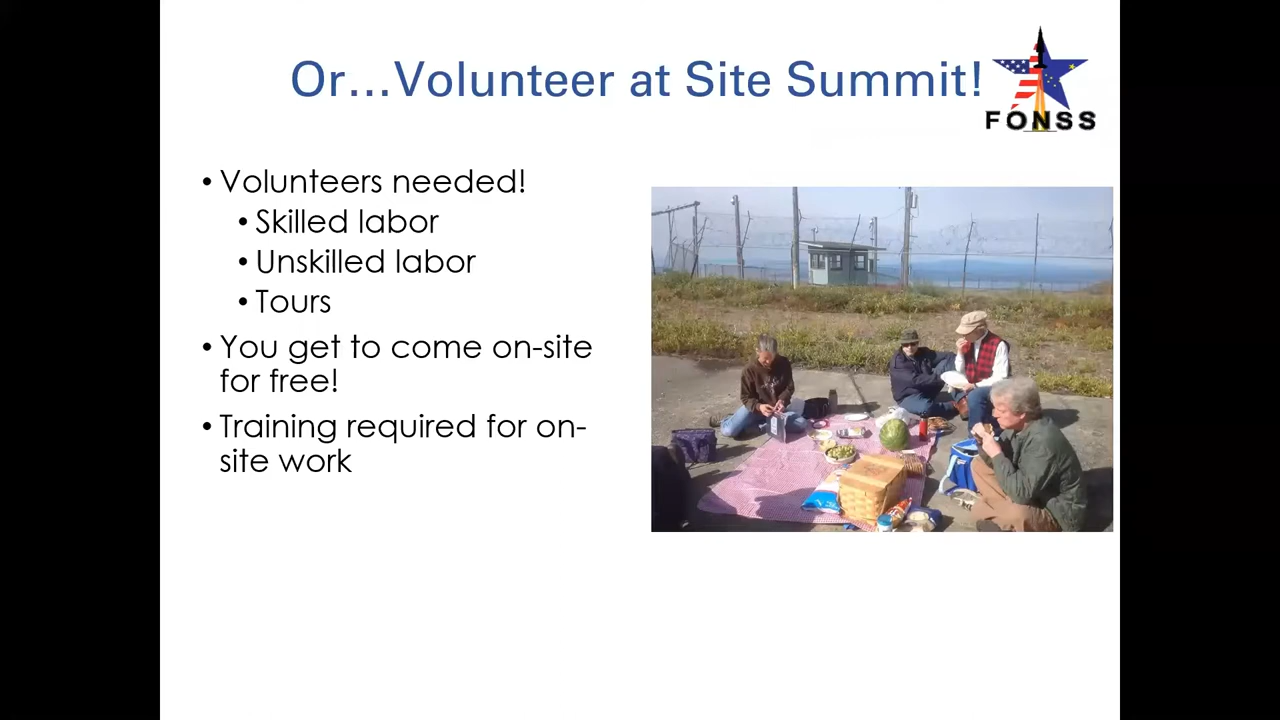 Or...Volunteer at Site Summit!
FONSS
• Volunteers needed!
• Skilled labor
• Unskilled labor
• Tours
• You get to come on-site
for free!
• Training required for on-
site work